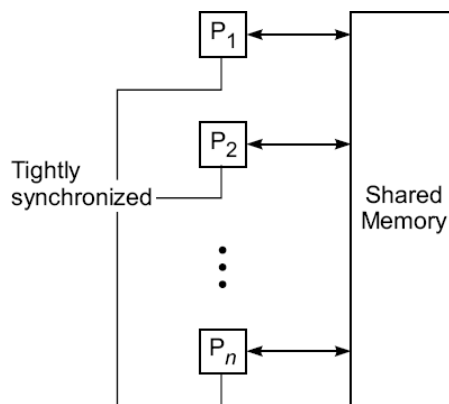 P1
P2
Tightly
synchronized
Shared
Memory
Pn